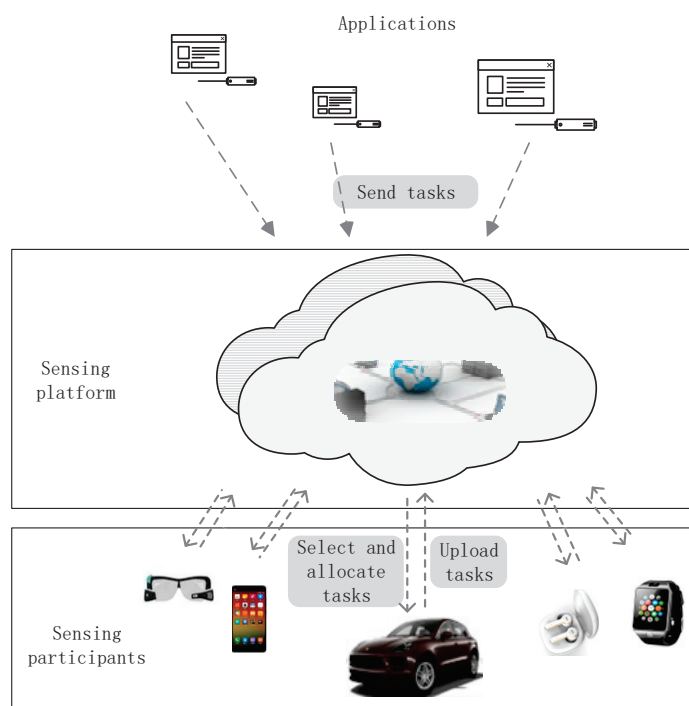 Applications
Send tasks
Sensing
platform
Select and
allocate
tasks
Upload
tasks
Sensing
participants